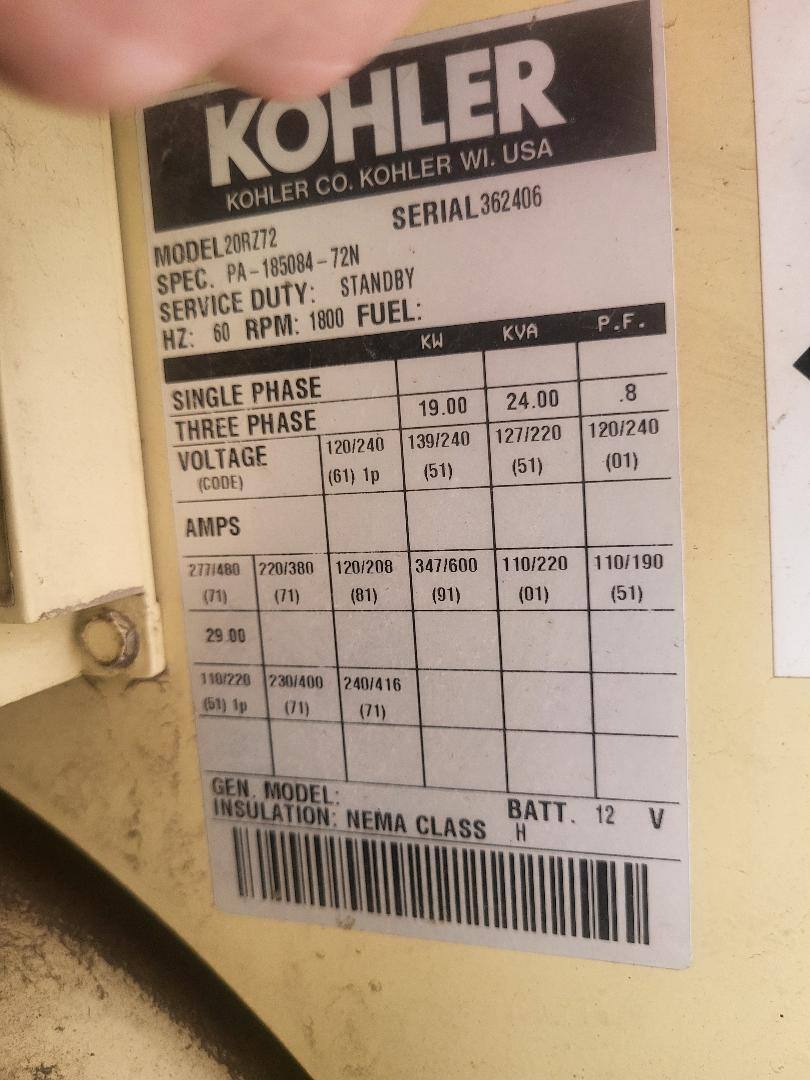 KOHLER
KOHLER CO. KOHLER WI. USA
SERIAL 362406
MODEL 20RZ72
SPEC. PA-185084-72N
SERVICE DUTY: STANDBY
HZ: 60 RPM: 1800 FUEL:
KW KVA P.F.
SINGLE PHASE
THREE PHASE 19.00 24.00 .8
VOLTAGE 120/240 139/240 127/220 120/240
(CODE) (61) 1p (51) (51) (01)
AMPS
277/480 220/380 120/208 347/600 110/220 110/190
(71) (71) (81) (91) (01) (51)
29.00
110/220 230/400 240/416
(61) 1p (71) (71)
GEN. MODEL:
BATT. 12 V
INSULATION: NEMA CLASS H